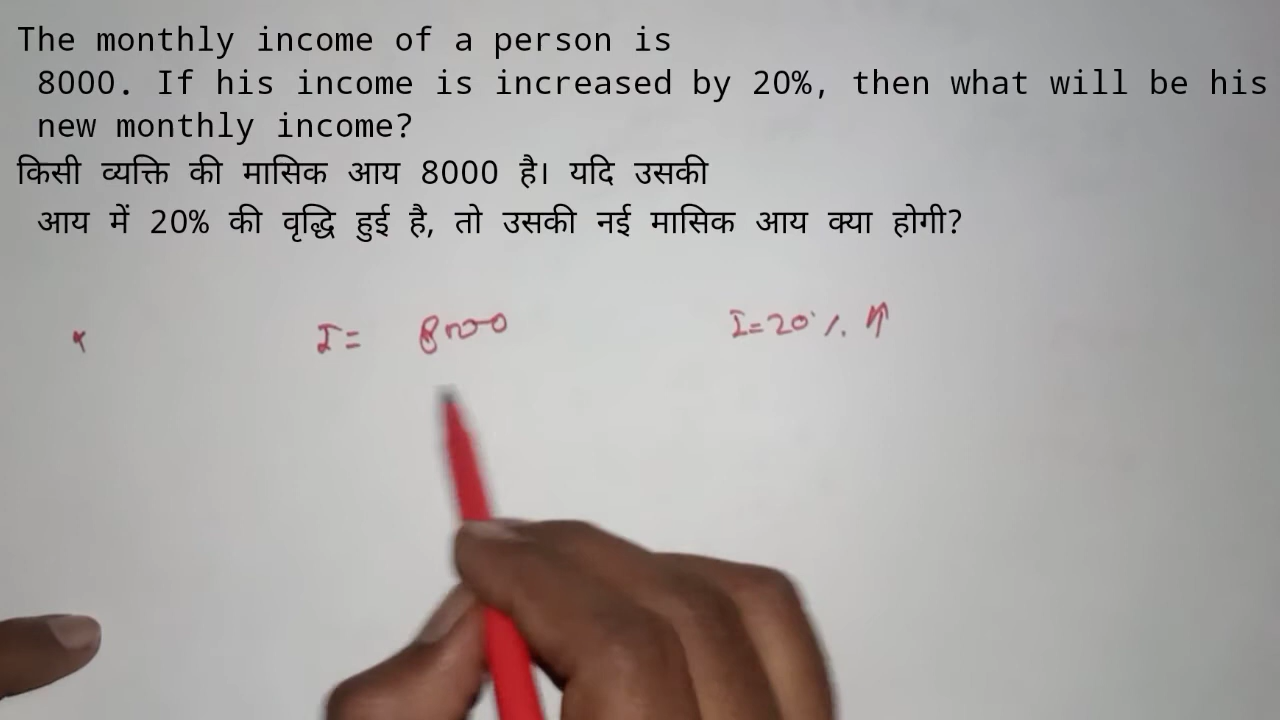 The monthly income of a person is
8000. If his income is increased by 20%, then what will be his
new monthly income?
किसी व्यक्ति की मासिक आय 8000 है। यदि उसकी
आय में 20% की वृद्धि हुई है, तो उसकी नई मासिक आय क्या होगी?
I= 8000 I=20% ↑